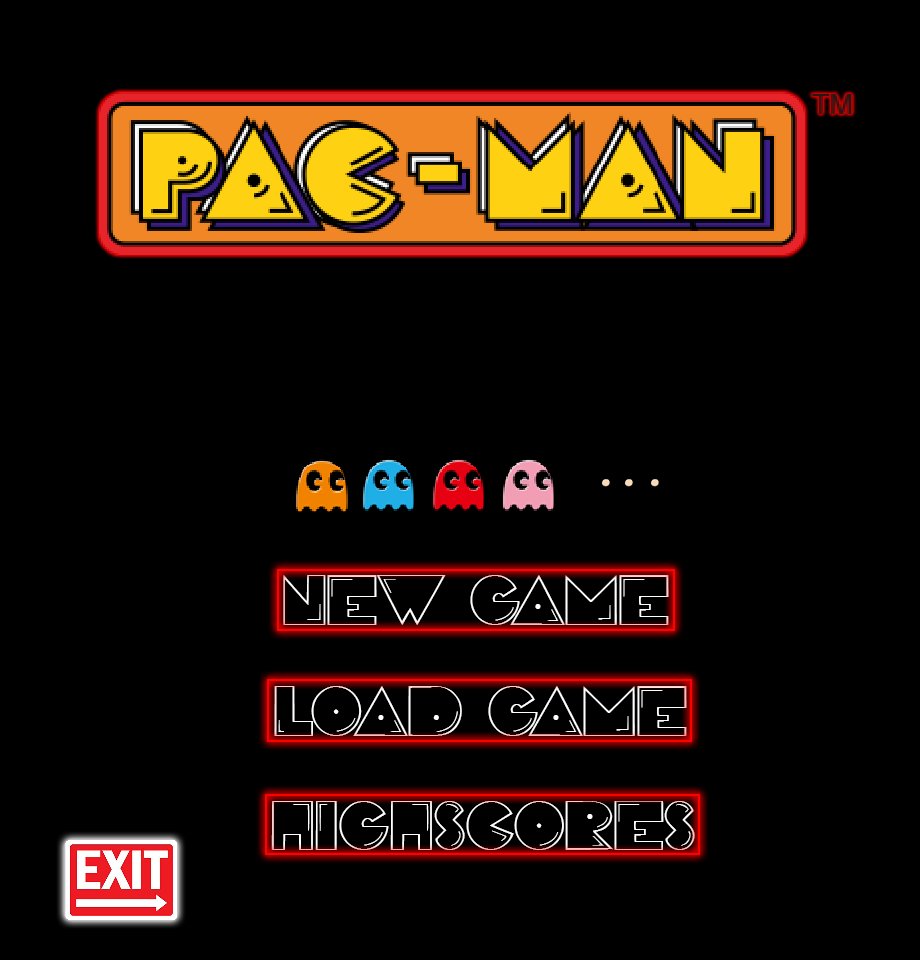 PAC-MAN
TM
NEW GAME
LOAD GAME
HIGHSCORES
EXIT